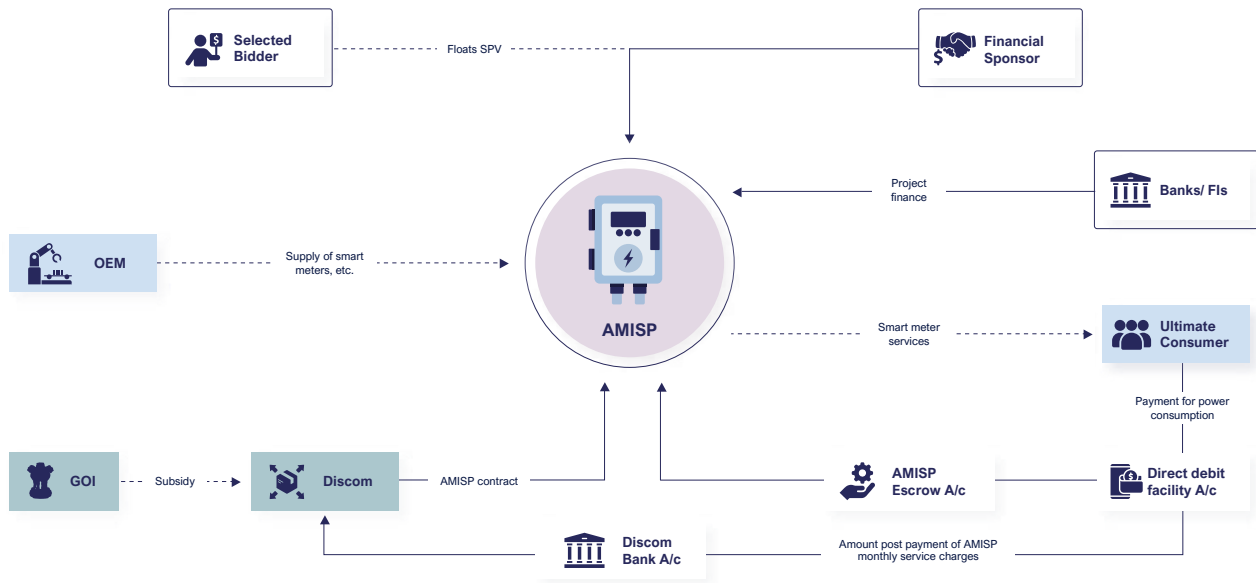 Selected
Bidder
Floats SPV
Financial
Sponsor
Project
finance
Banks/ FIs
OEM
Supply of smart
meters, etc.
AMISP
Smart meter
services
Ultimate
Consumer
Payment for power
consumption
GOI
Subsidy
Discom
AMISP contract
AMISP
Escrow A/c
Direct debit
facility A/c
Discom
Bank A/c
Amount post payment of AMISP
monthly service charges